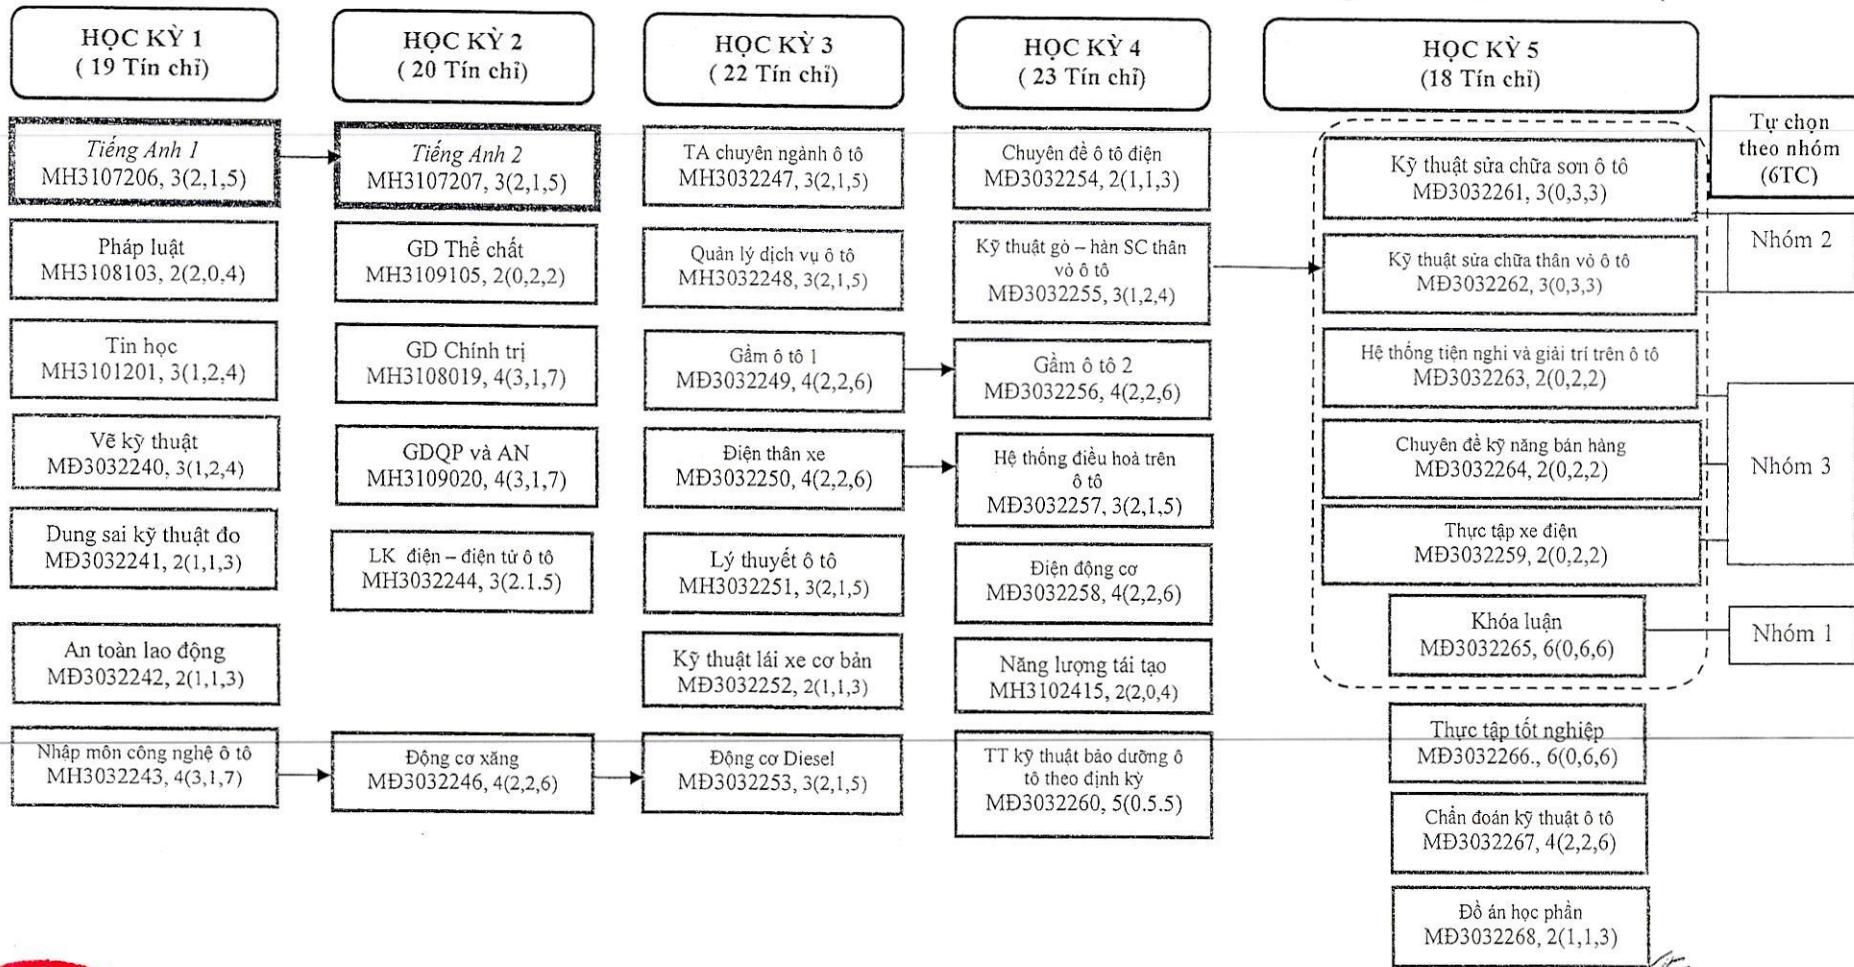 HỌC KỲ 1
( 19 Tín chỉ)
Tiếng Anh 1
MH3107206, 3(2,1,5)
Pháp luật
MH3108103, 2(2,0,4)
Tin học
MH3101201, 3(1,2,4)
Vẽ kỹ thuật
MĐ3032240, 3(1,2,4)
Dung sai kỹ thuật đo
MĐ3032241, 2(1,1,3)
An toàn lao động
MĐ3032242, 2(1,1,3)
Nhập môn công nghệ ô tô
MH3032243, 4(3,1,7)
HỌC KỲ 2
( 20 Tín chỉ)
Tiếng Anh 2
MH3107207, 3(2,1,5)
GD Thể chất
MH3109105, 2(0,2,2)
GD Chính trị
MH3108019, 4(3,1,7)
GDQP và AN
MH3109020, 4(3,1,7)
LK điện – điện tử ô tô
MH3032244, 3(2.1.5)
Động cơ xăng
MĐ3032246, 4(2,2,6)
HỌC KỲ 3
( 22 Tín chỉ)
TA chuyên ngành ô tô
MH3032247, 3(2,1,5)
Quản lý dịch vụ ô tô
MH3032248, 3(2,1,5)
Gầm ô tô 1
MĐ3032249, 4(2,2,6)
Điện thân xe
MĐ3032250, 4(2,2,6)
Lý thuyết ô tô
MH3032251, 3(2,1,5)
Kỹ thuật lái xe cơ bản
MĐ3032252, 2(1,1,3)
Động cơ Diesel
MĐ3032253, 3(2,1,5)
HỌC KỲ 4
( 23 Tín chỉ)
Chuyên đề ô tô điện
MĐ3032254, 2(1,1,3)
Kỹ thuật gò – hàn SC thân
vỏ ô tô
MĐ3032255, 3(1,2,4)
Gầm ô tô 2
MĐ3032256, 4(2,2,6)
Hệ thống điều hoà trên
ô tô
MĐ3032257, 3(2,1,5)
Điện động cơ
MĐ3032258, 4(2,2,6)
Năng lượng tái tạo
MH3102415, 2(2,0,4)
TT kỹ thuật bảo dưỡng ô
tô theo định kỳ
MĐ3032260, 5(0.5.5)
HỌC KỲ 5
(18 Tín chỉ)
Kỹ thuật sửa chữa sơn ô tô
MĐ3032261, 3(0,3,3)
Kỹ thuật sửa chữa thân vỏ ô tô
MĐ3032262, 3(0,3,3)
Hệ thống tiện nghi và giải trí trên ô tô
MĐ3032263, 2(0,2,2)
Chuyên đề kỹ năng bán hàng
MĐ3032264, 2(0,2,2)
Thực tập xe điện
MĐ3032259, 2(0,2,2)
Khóa luận
MĐ3032265, 6(0,6,6)
Thực tập tốt nghiệp
MĐ3032266., 6(0,6,6)
Chẩn đoán kỹ thuật ô tô
MĐ3032267, 4(2,2,6)
Đồ án học phần
MĐ3032268, 2(1,1,3)
Tự chọn
theo nhóm
(6TC)
Nhóm 2
Nhóm 3
Nhóm 1